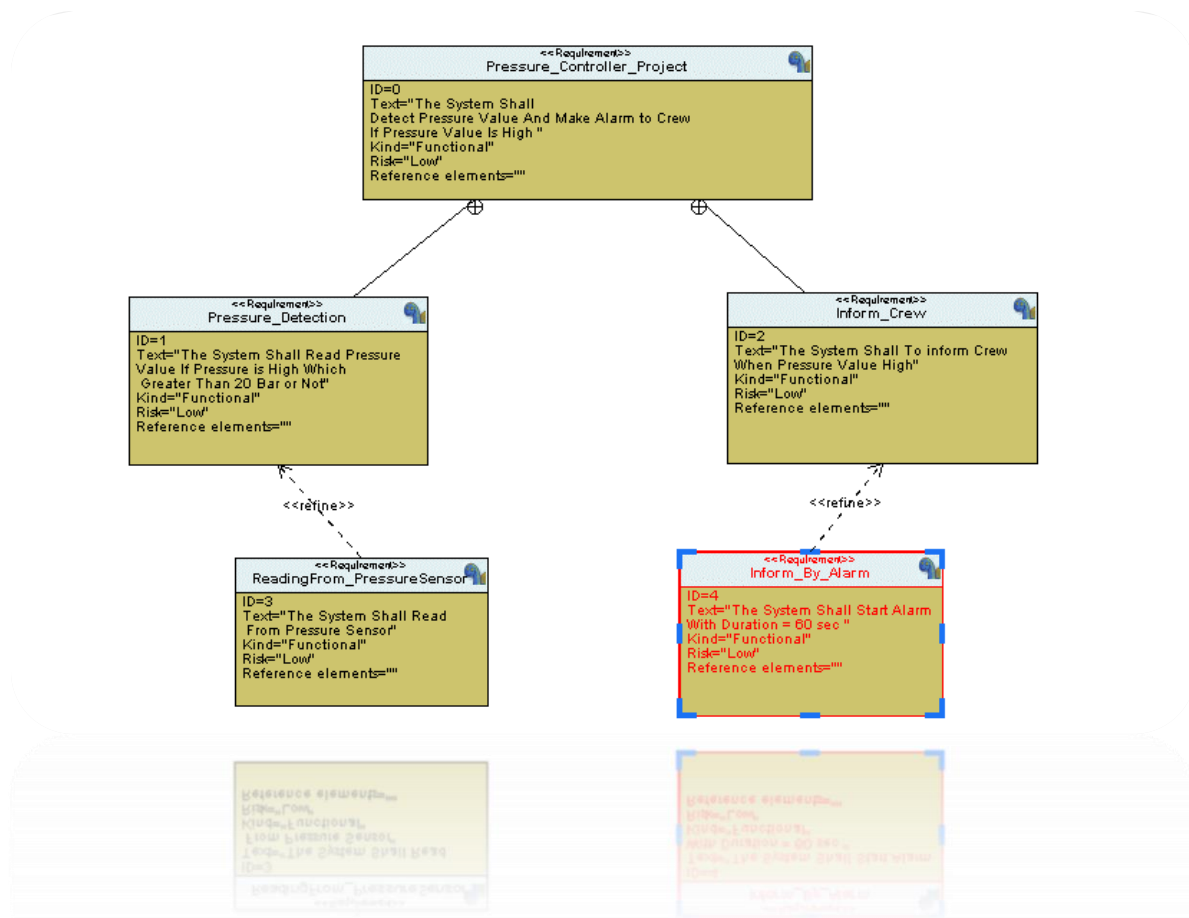 <<Requirement>>
Pressure_Controller_Project
ID=0
Text="The System Shall
Detect Pressure Value And Make Alarm to Crew
If Pressure Value Is High "
Kind="Functional"
Risk="Low"
Reference elements=""
<<Requirement>>
Pressure_Detection
ID=1
Text="The System Shall Read Pressure
Value If Pressure is High Which
Greater Than 20 Bar or Not"
Kind="Functional"
Risk="Low"
Reference elements=""
<<Requirement>>
Inform_Crew
ID=2
Text="The System Shall To inform Crew
When Pressure Value High"
Kind="Functional"
Risk="Low"
Reference elements=""
<<refine>>
<<refine>>
<<Requirement>>
ReadingFrom_PressureSensor
ID=3
Text="The System Shall Read
From Pressure Sensor"
Kind="Functional"
Risk="Low"
Reference elements=""
<<Requirement>>
Inform_By_Alarm
ID=4
Text="The System Shall Start Alarm
With Duration = 60 sec "
Kind="Functional"
Risk="Low"
Reference elements=""